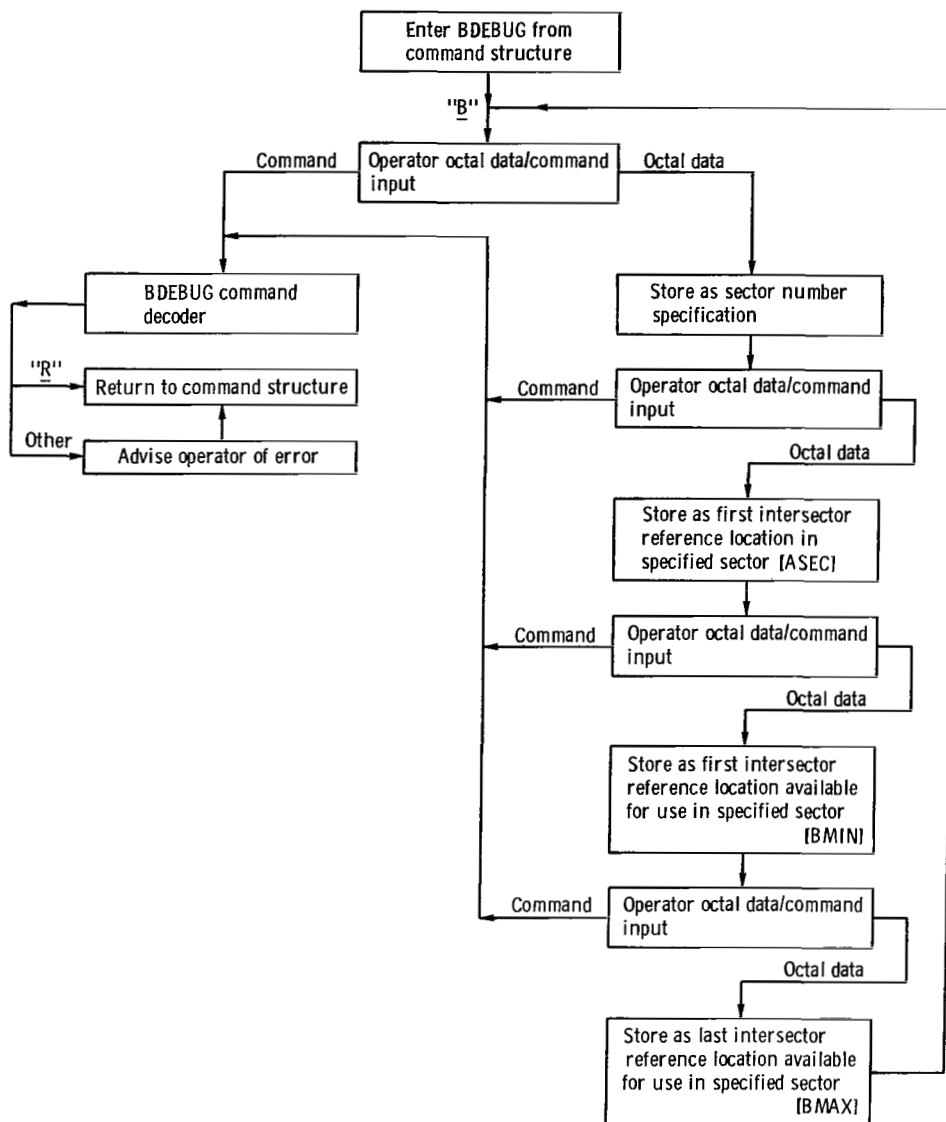 Enter BDEBUG from
command structure
"B"
Command
Operator octal data/command
input
Octal data
BDEBUG command
decoder
Store as sector number
specification
"R"
Return to command structure
Command
Operator octal data/command
input
Other
Advise operator of error
Octal data
Store as first intersector
reference location in
specified sector [ASEC]
Command
Operator octal data/command
input
Octal data
Store as first intersector
reference location available
for use in specified sector
[BMIN]
Command
Operator octal data/command
input
Octal data
Store as last intersector
reference location available
for use in specified sector
[BMAX]